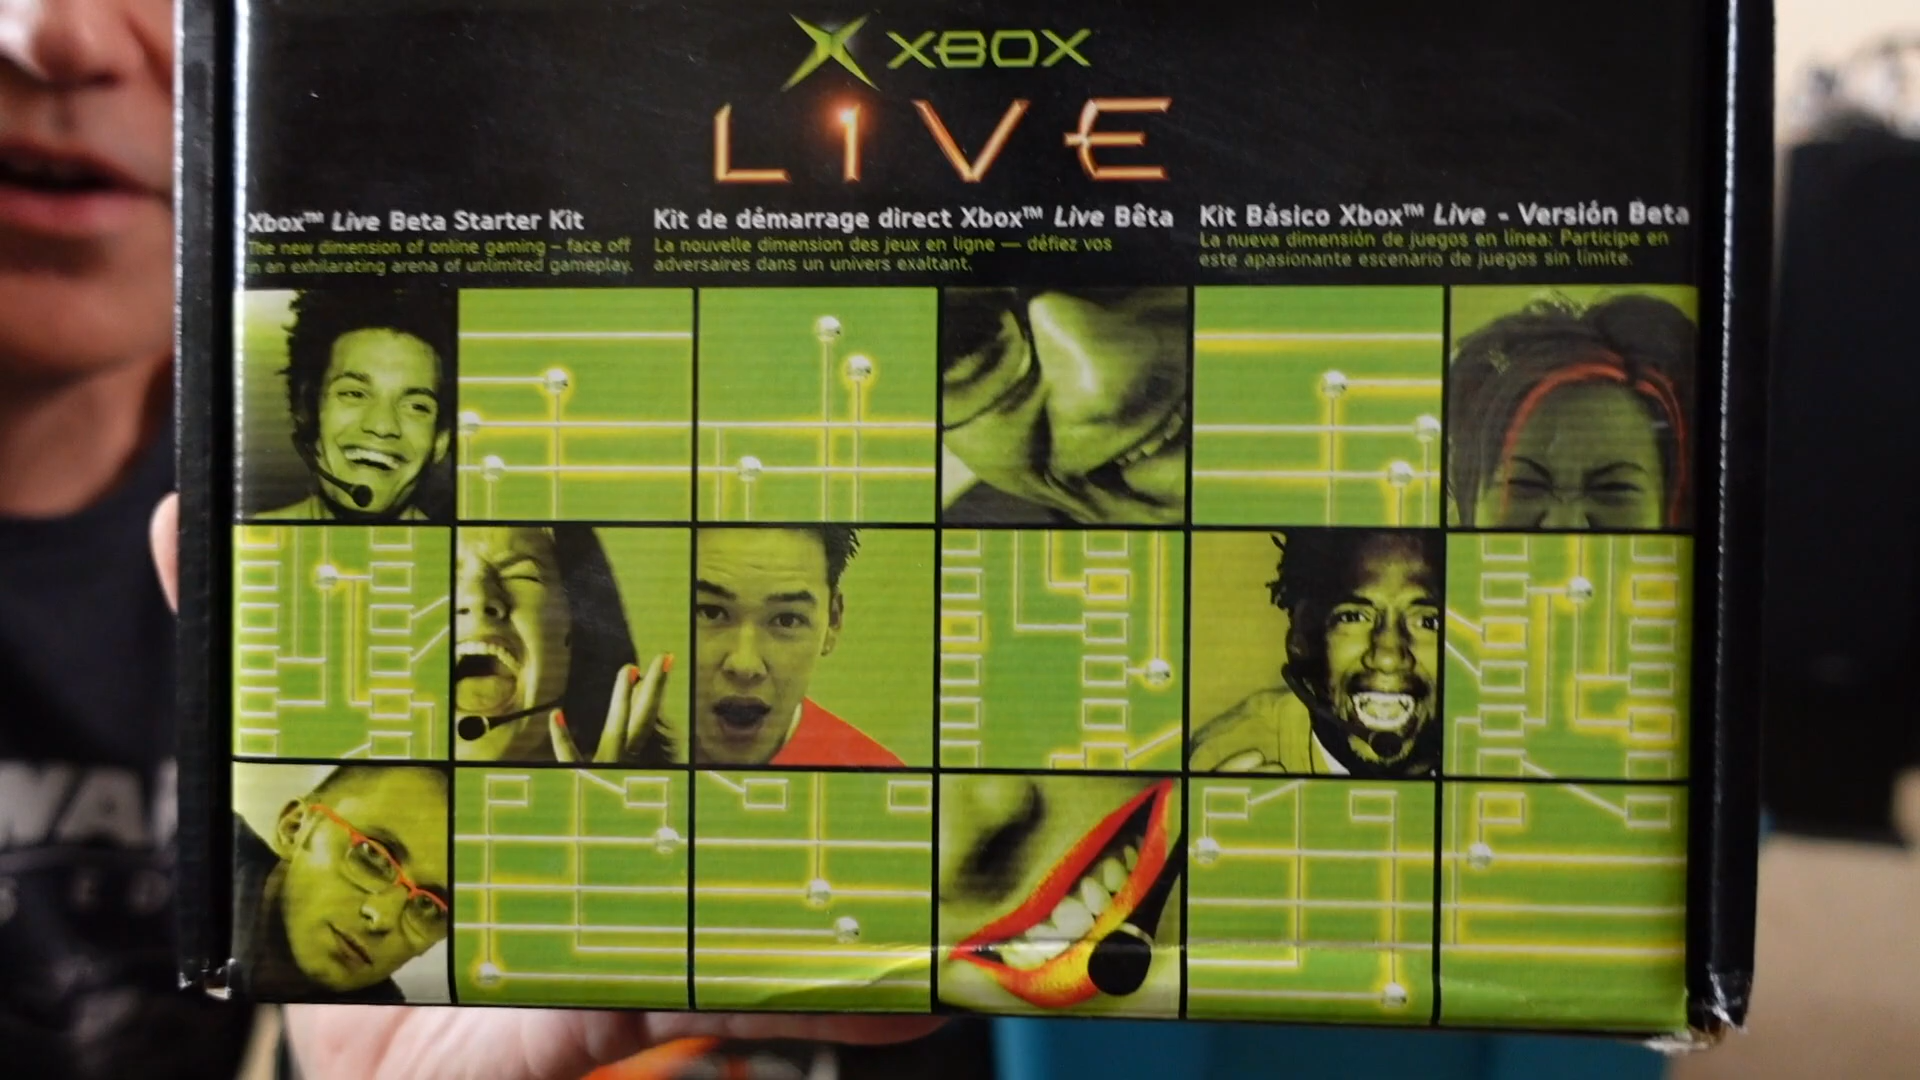 XBOX
LIVE
Xbox™ Live Beta Starter Kit
The new dimension of online gaming – face off
in an exhilarating arena of unlimited gameplay.
Kit de démarrage direct Xbox™ Live Bêta
La nouvelle dimension des jeux en ligne — défiez vos
adversaires dans un univers exaltant.
Kit Básico Xbox™ Live - Versión Beta
La nueva dimensión de juegos en línea: Participe en
este apasionante escenario de juegos sin límite.